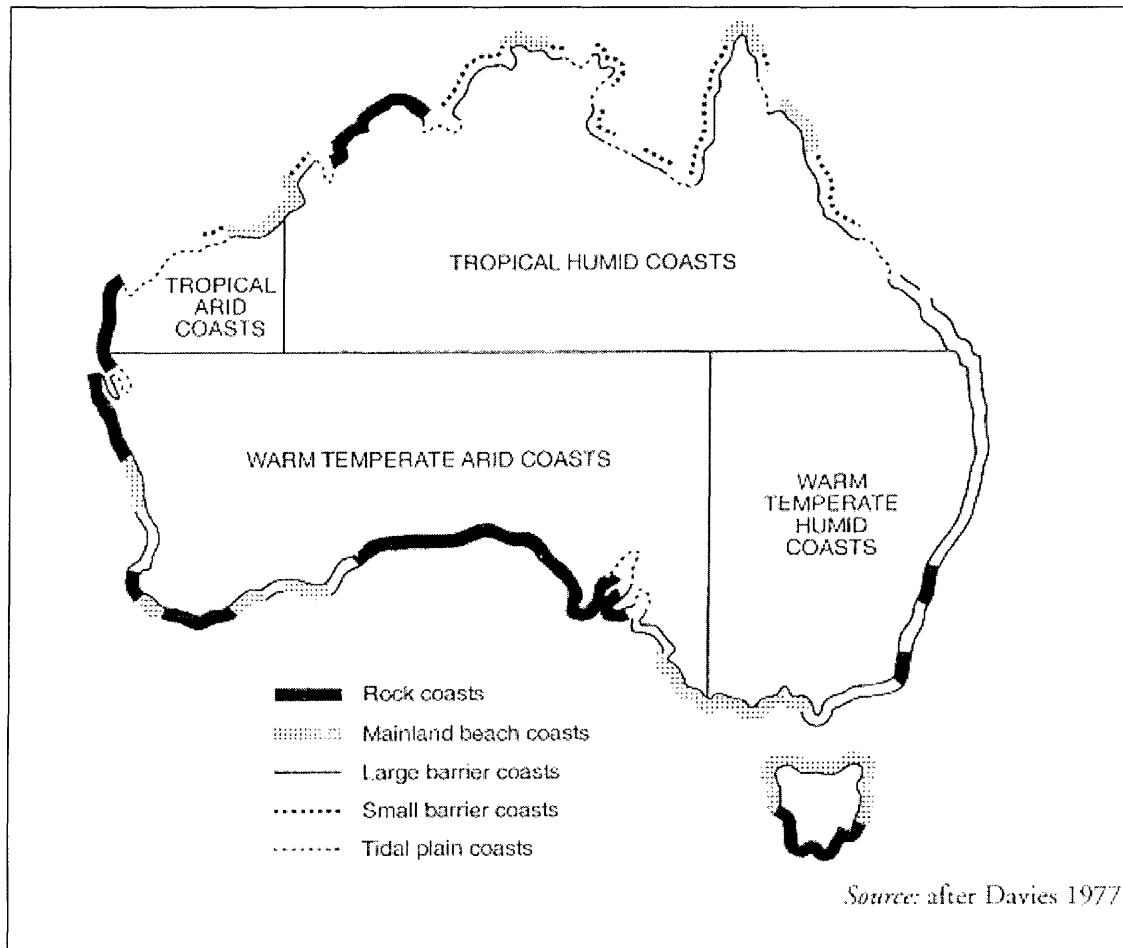 TROPICAL HUMID COASTS
TROPICAL
ARID
COASTS
WARM TEMPERATE ARID COASTS
WARM
TEMPERATE
HUMID
COASTS
Rock coasts
Mainland beach coasts
Large barrier coasts
Small barrier coasts
Tidal plain coasts
Source: after Davies 1977